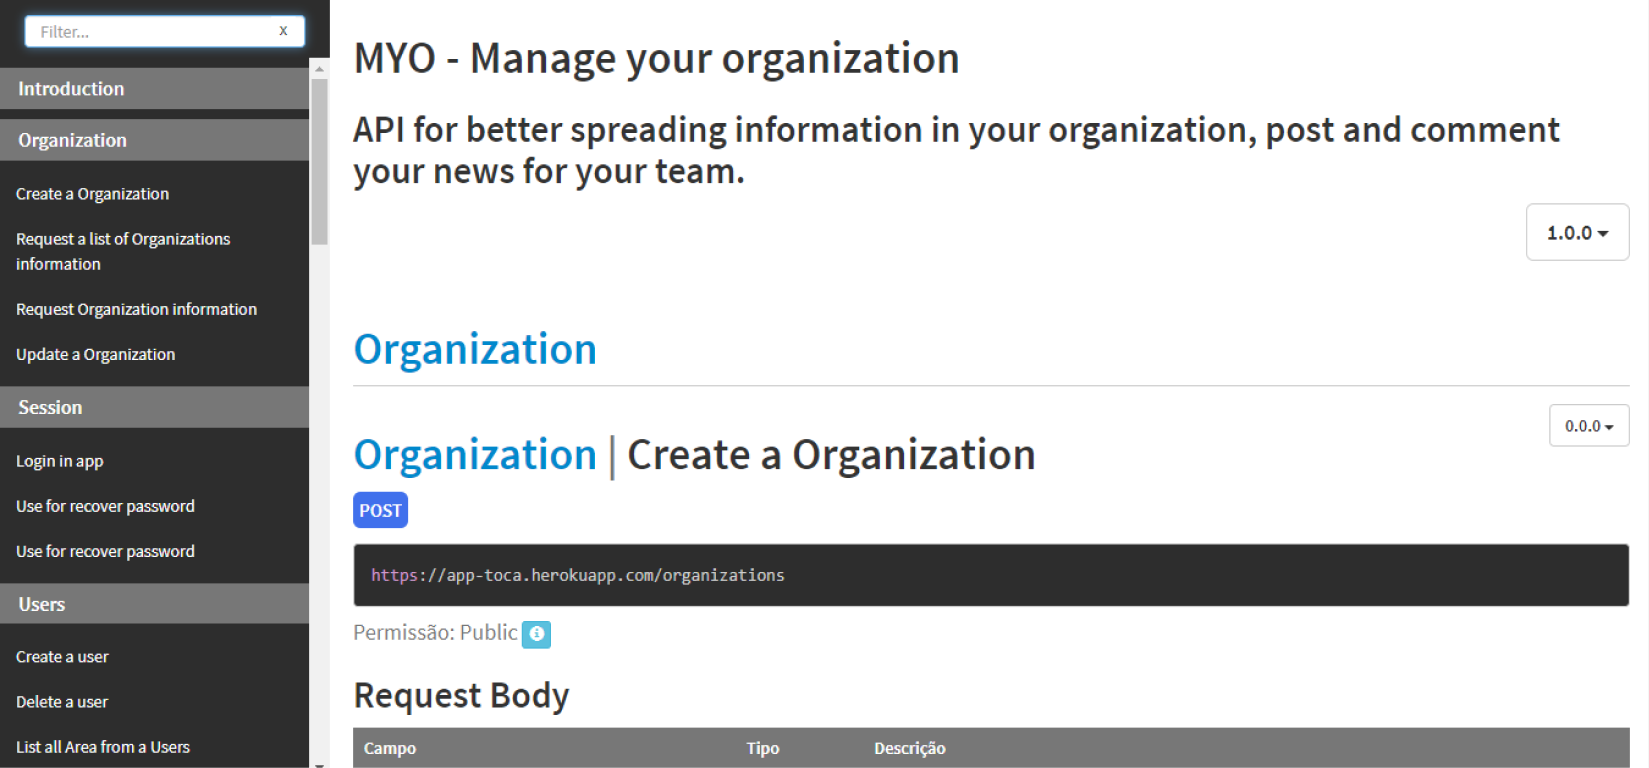 Filter...
X
Introduction
Organization
Create a Organization
Request a list of Organizations
information
Request Organization information
Update a Organization
Session
Login in app
Use for recover password
Use for recover password
Users
Create a user
Delete a user
List all Area from a Users
MYO - Manage your organization
API for better spreading information in your organization, post and comment
your news for your team.
1.0.0
Organization
0.0.0
Organization | Create a Organization
POST
https://app-toca.herokuapp.com/organizations
Permissão: Public
Request Body
Campo Tipo Descrição